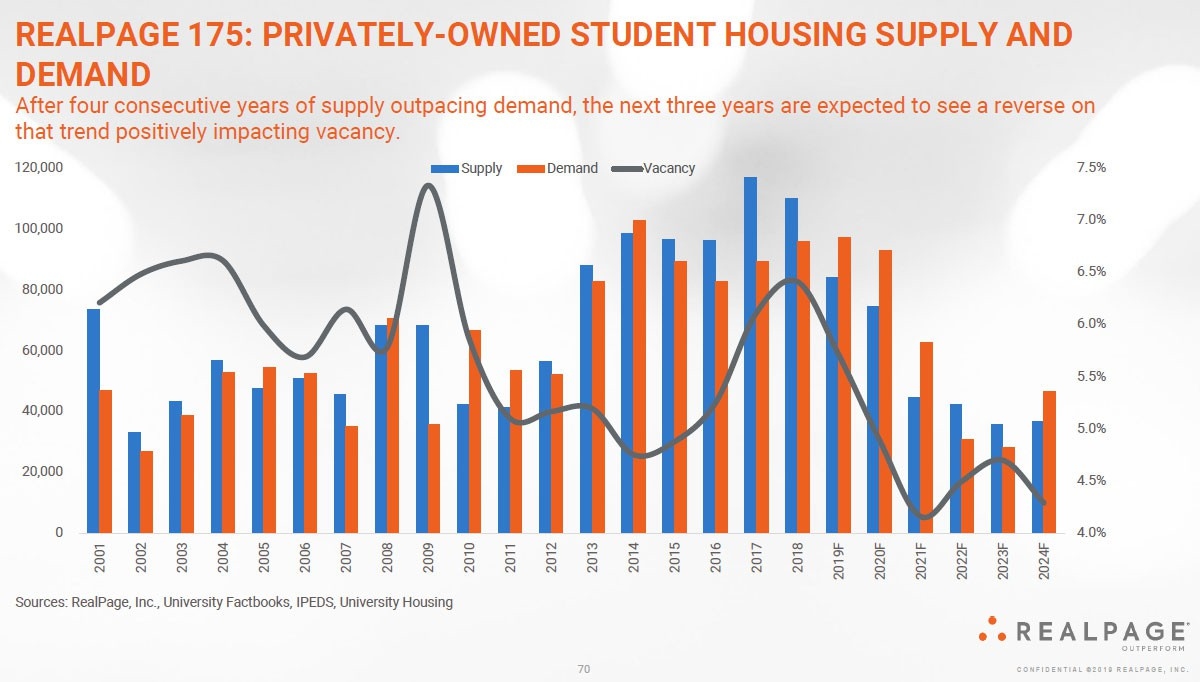 REALPAGE 175: PRIVATELY-OWNED STUDENT HOUSING SUPPLY AND
DEMAND
After four consecutive years of supply outpacing demand, the next three years are expected to see a reverse on
that trend positively impacting vacancy.
Supply Demand Vacancy
120,000
100,000
80,000
60,000
40,000
20,000
0
7.5%
7.0%
6.5%
6.0%
5.5%
5.0%
4.5%
4.0%
2001
2002
2003
2004
2005
2006
2007
2008
2009
2010
2011
2012
2013
2014
2015
2016
2017
2018
2019F
2020F
2021F
2022F
2023F
2024F
Sources: RealPage, Inc., University Factbooks, IPEDS, University Housing
REALPAGE
OUTPERFORM
70
CONFIDENTIAL ©2019 REALPAGE, INC.